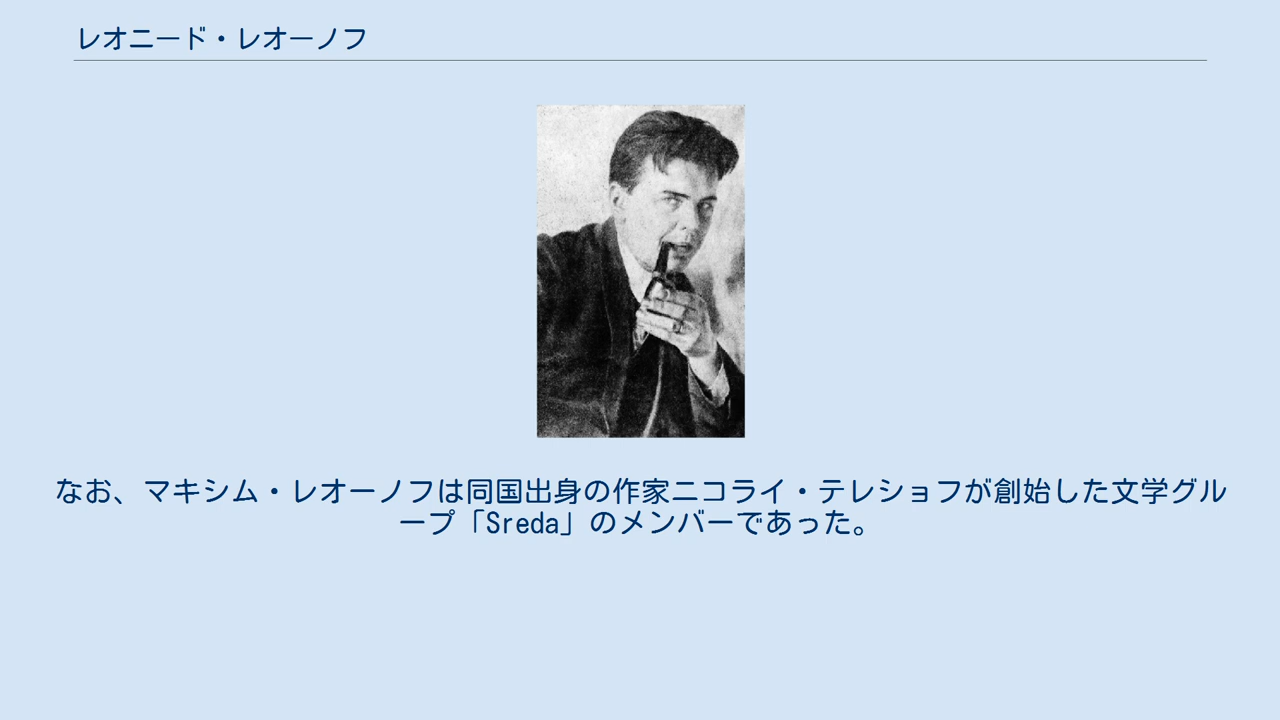 レオニード・レオーノフ
なお、マキシム・レオーノフは同国出身の作家ニコライ・テレショフが創始した文学グル
ープ「Sreda」のメンバーであった。